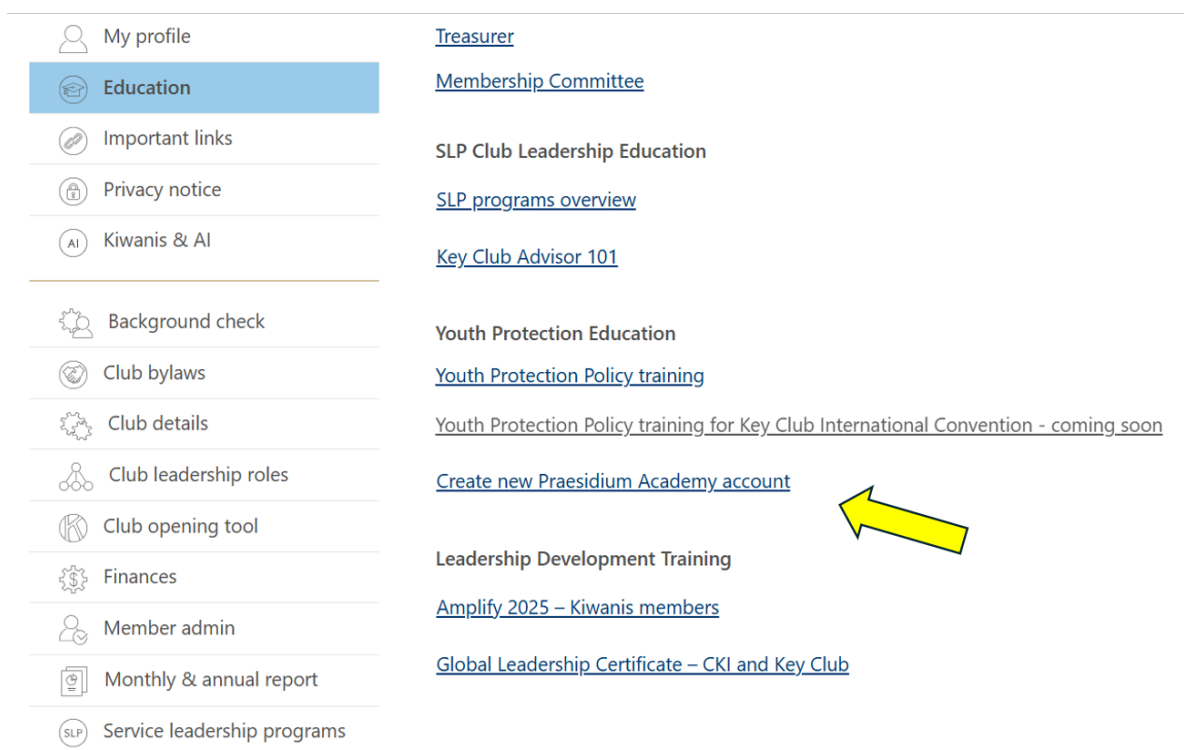 My profile
Education
Important links
Privacy notice
AI
Kiwanis & AI
Background check
Club bylaws
Club details
Club leadership roles
K
Club opening tool
$
Finances
Member admin
Monthly & annual report
SLP
Service leadership programs
Treasurer
Membership Committee
SLP Club Leadership Education
SLP programs overview
Key Club Advisor 101
Youth Protection Education
Youth Protection Policy training
Youth Protection Policy training for Key Club International Convention - coming soon
Create new Praesidium Academy account
Leadership Development Training
Amplify 2025 – Kiwanis members
Global Leadership Certificate – CKI and Key Club